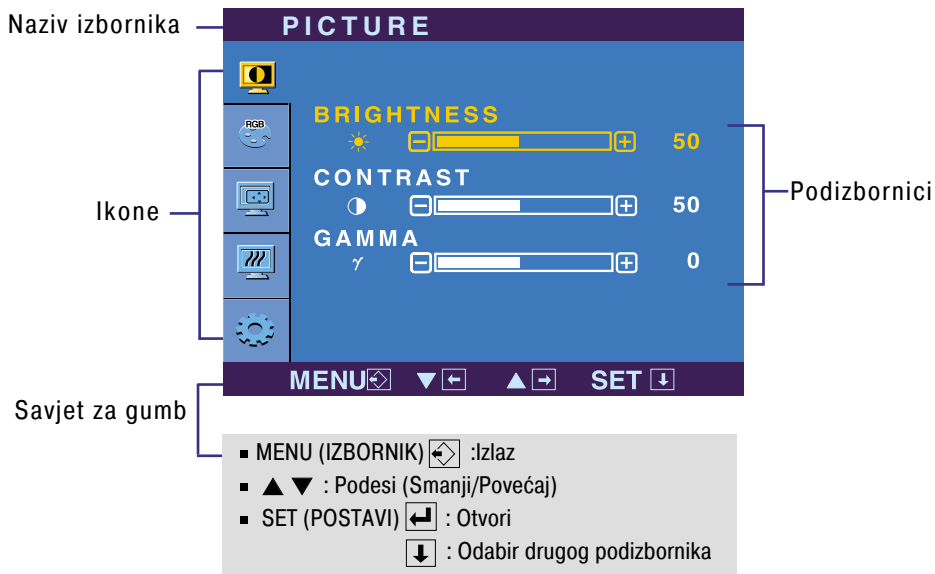 Naziv izbornika
PICTURE
RGB
BRIGHTNESS
50
CONTRAST
50
GAMMA
γ
0
Ikone
Podizbornici
MENU ▼ ← ▲ → SET ↓
Savjet za gumb
▪ MENU (IZBORNIK) :Izlaz
▪ ▲ ▼ : Podesi (Smanji/Povećaj)
▪ SET (POSTAVI) ↵ : Otvori
↓ : Odabir drugog podizbornika